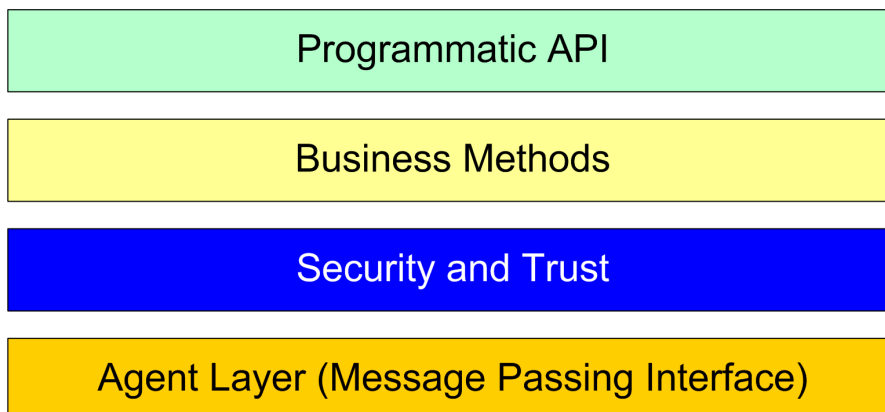 Programmatic API
Business Methods
Security and Trust
Agent Layer (Message Passing Interface)